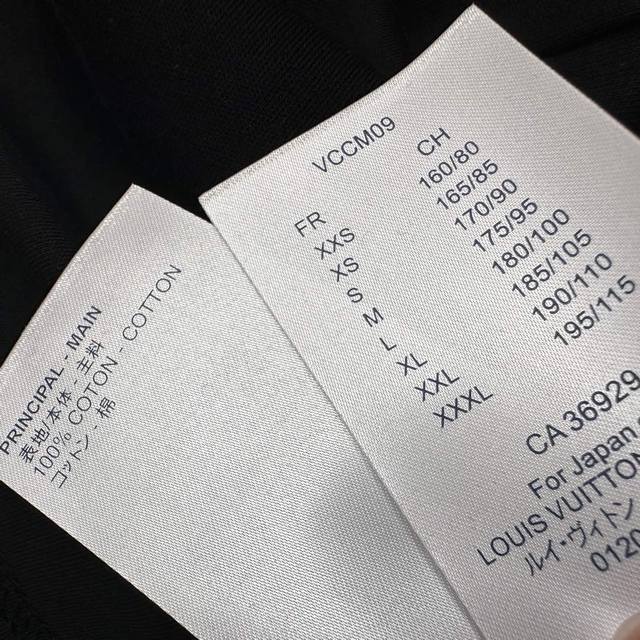 PRINCIPAL - MAIN
表地/本体 - 主料
100% COTON - COTTON
コットン - 棉
VCCM09
FR CH
XXS 160/80
XS 165/85
S 170/90
M 175/95
L 180/100
XL 185/105
XXL 190/110
XXXL 195/115
CA 36929
For Japan
LOUIS VUITTON
ルイ・ヴィトン
0120